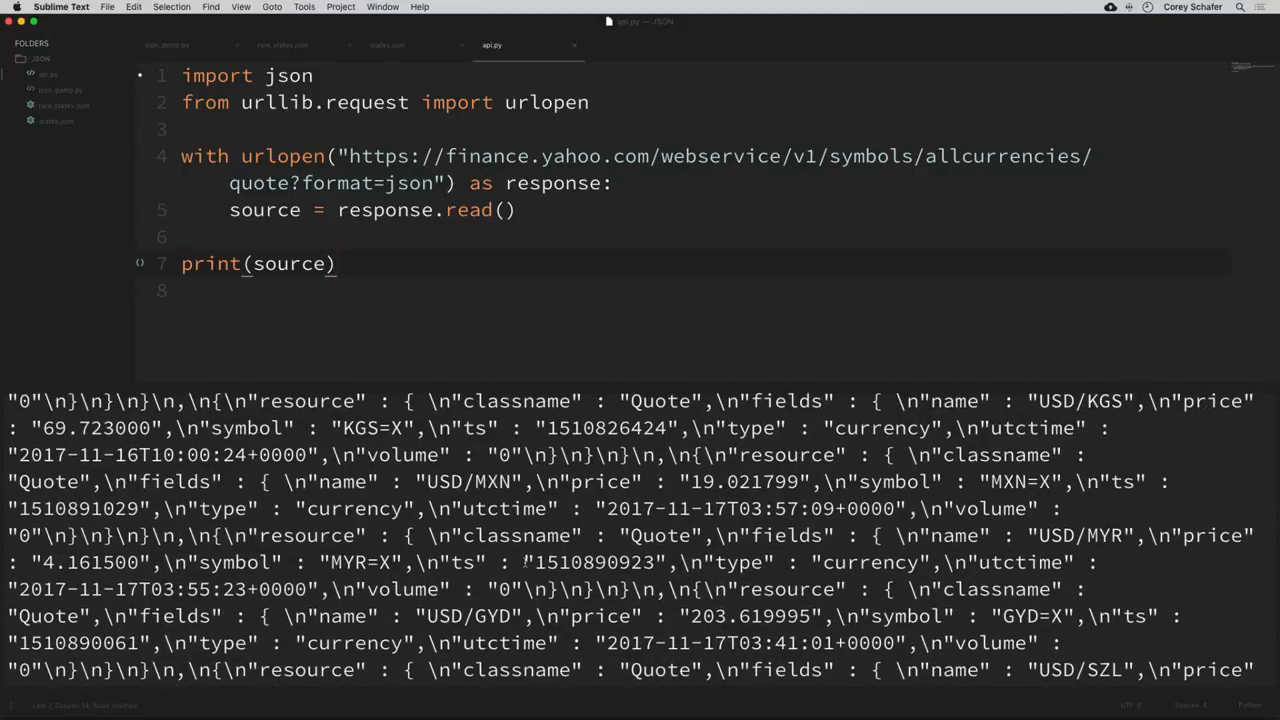 Sublime Text File Edit Selection Find View Goto Tools Project Window Help Corey Schafer
api.py — JSON
FOLDERS
JSON
api.py
json_demo.py
new_states.json
states.json
json_demo.py new_states.json states.json api.py
1 import json
2 from urllib.request import urlopen
3
4 with urlopen("https://finance.yahoo.com/webservice/v1/symbols/allcurrencies/
quote?format=json") as response:
5 source = response.read()
6
7 print(source)
8
"0"\n}\n}\n}\n,\n{\n"resource" : { \n"classname" : "Quote",\n"fields" : { \n"name" : "USD/KGS",\n"price"
: "69.723000",\n"symbol" : "KGS=X",\n"ts" : "1510826424",\n"type" : "currency",\n"utctime" :
"2017-11-16T10:00:24+0000",\n"volume" : "0"\n}\n}\n}\n,\n{\n"resource" : { \n"classname" :
"Quote",\n"fields" : { \n"name" : "USD/MXN",\n"price" : "19.021799",\n"symbol" : "MXN=X",\n"ts" :
"1510891029",\n"type" : "currency",\n"utctime" : "2017-11-17T03:57:09+0000",\n"volume" :
"0"\n}\n}\n}\n,\n{\n"resource" : { \n"classname" : "Quote",\n"fields" : { \n"name" : "USD/MYR",\n"price"
: "4.161500",\n"symbol" : "MYR=X",\n"ts" : "1510890923",\n"type" : "currency",\n"utctime" :
"2017-11-17T03:55:23+0000",\n"volume" : "0"\n}\n}\n}\n,\n{\n"resource" : { \n"classname" :
"Quote",\n"fields" : { \n"name" : "USD/GYD",\n"price" : "203.619995",\n"symbol" : "GYD=X",\n"ts" :
"1510890061",\n"type" : "currency",\n"utctime" : "2017-11-17T03:41:01+0000",\n"volume" :
"0"\n}\n}\n}\n,\n{\n"resource" : { \n"classname" : "Quote",\n"fields" : { \n"name" : "USD/SZL",\n"price"
Line 7, Column 14; Build finished UTF-8 Spaces: 4 Python